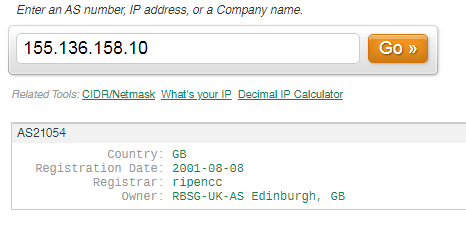 Enter an AS number, IP address, or a Company name.
155.136.158.10 Go »
Related Tools: CIDR/Netmask What's your IP Decimal IP Calculator
AS21054
Country: GB
Registration Date: 2001-08-08
Registrar: ripencc
Owner: RBSG-UK-AS Edinburgh, GB